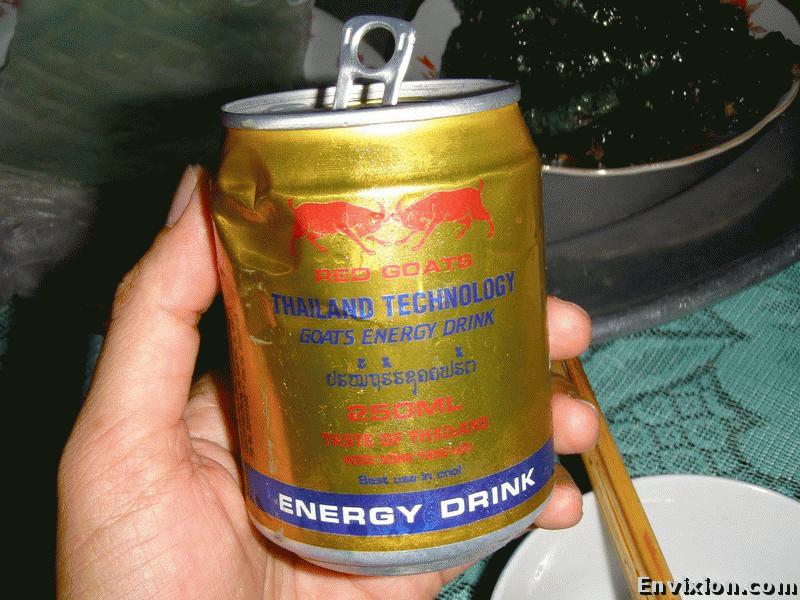 RED GOATS
THAILAND TECHNOLOGY
GOATS ENERGY DRINK
250ML
TASTE OF THAILAND
Best use in cool
ENERGY DRINK
Envixion.com